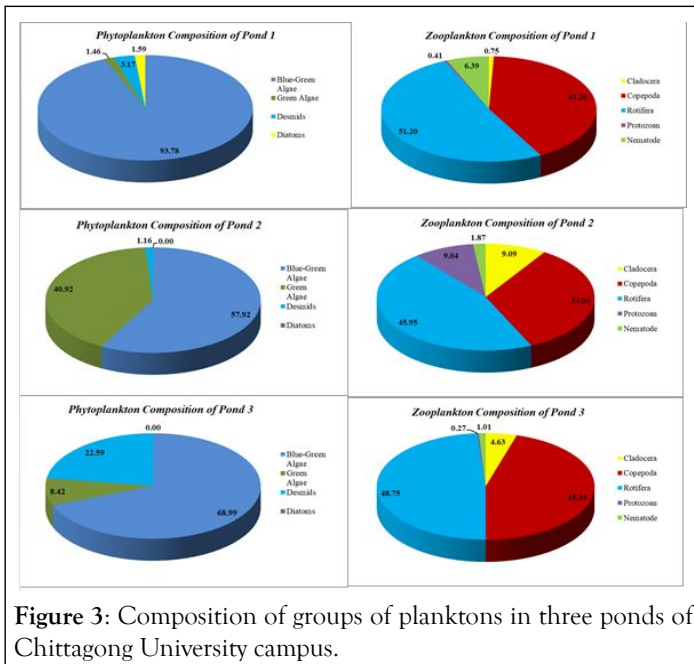 Phytoplankton Composition of Pond 1
1.46
1.59
3.17
93.78
Blue-Green
Algae
Green Algae
Desmids
Diatoms
Zooplankton Composition of Pond 1
0.41
6.39
0.75
51.20
Cladocera
Copepoda
Rotifera
Protozoan
Nematode
Phytoplankton Composition of Pond 2
1.16
0.00
40.92
57.92
Blue-Green
Algae
Green
Algae
Desmids
Diatoms
Zooplankton Composition of Pond 2
1.87
9.04
9.09
45.95
Cladocera
Copepoda
Rotifera
Protozoan
Nematode
Phytoplankton Composition of Pond 3
0.00
22.59
8.42
68.99
Blue-Green
Algae
Green
Algae
Desmids
Diatoms
Zooplankton Composition of Pond 3
0.27
1.01
4.63
48.75
45.34
Cladocera
Copepoda
Rotifera
Protozoan
Nematode
Figure 3: Composition of groups of planktons in three ponds of
Chittagong University campus.